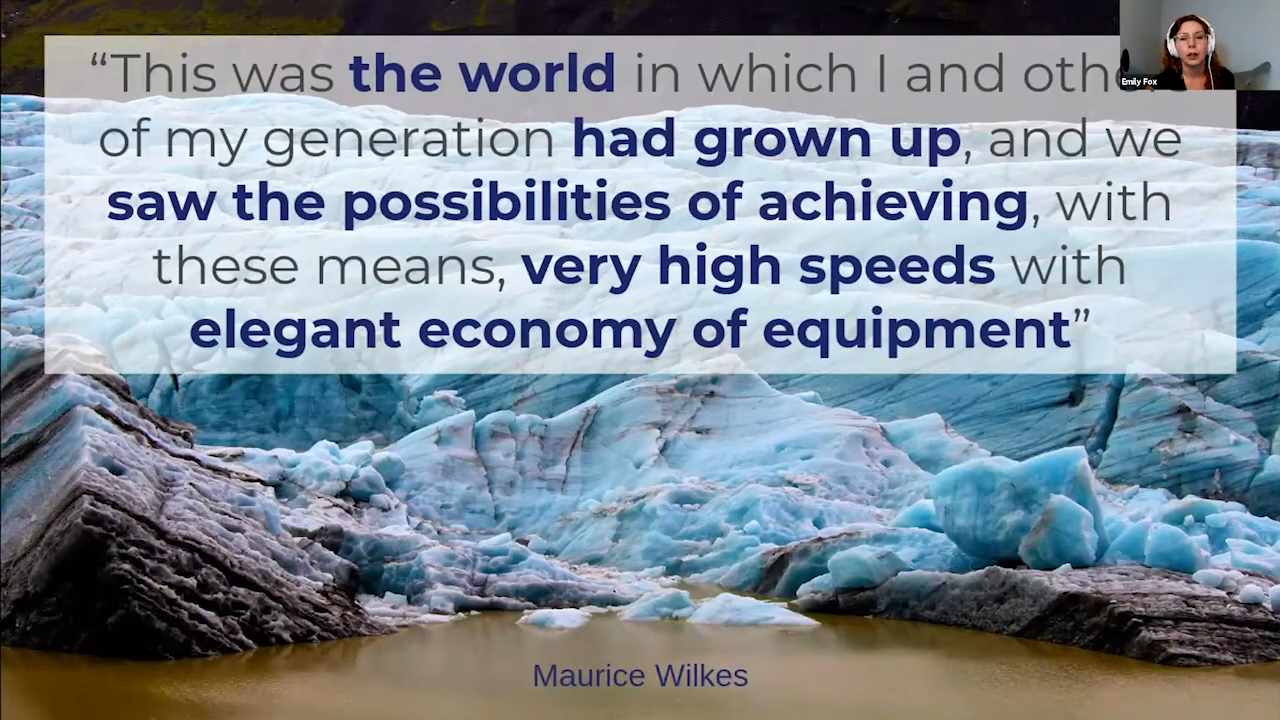 “This was the world in which I and othe
of my generation had grown up, and we
saw the possibilities of achieving, with
these means, very high speeds with
elegant economy of equipment”
Maurice Wilkes
Emily Fox